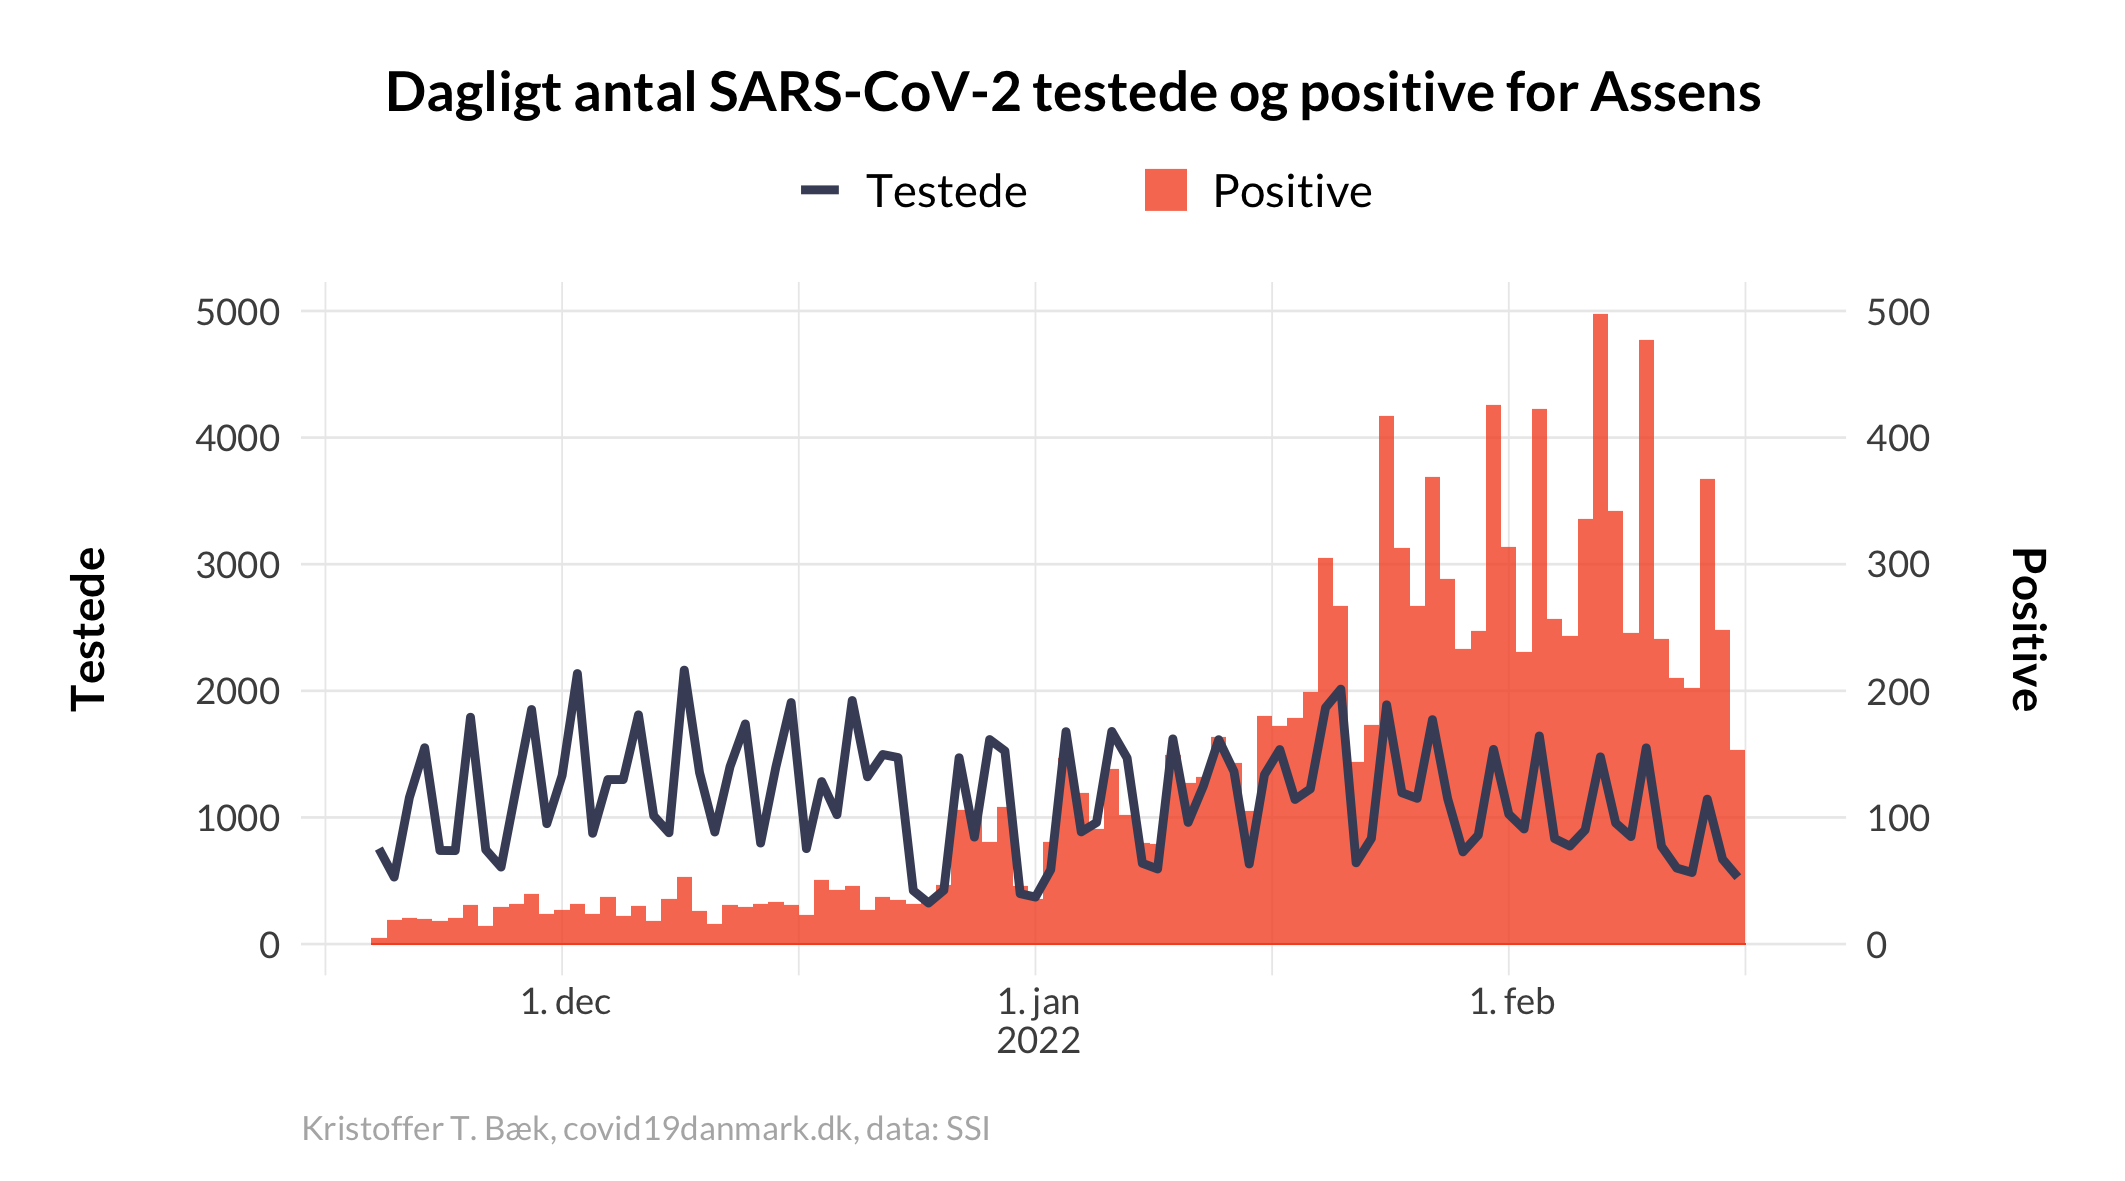 Dagligt antal SARS-CoV-2 testede og positive for Assens
Testede
Positive
5000
4000
3000
2000
1000
0
Testede
500
400
300
200
100
0
Positive
1. dec
1. jan
2022
1. feb
Kristoffer T. Bæk, covid19danmark.dk, data: SSI